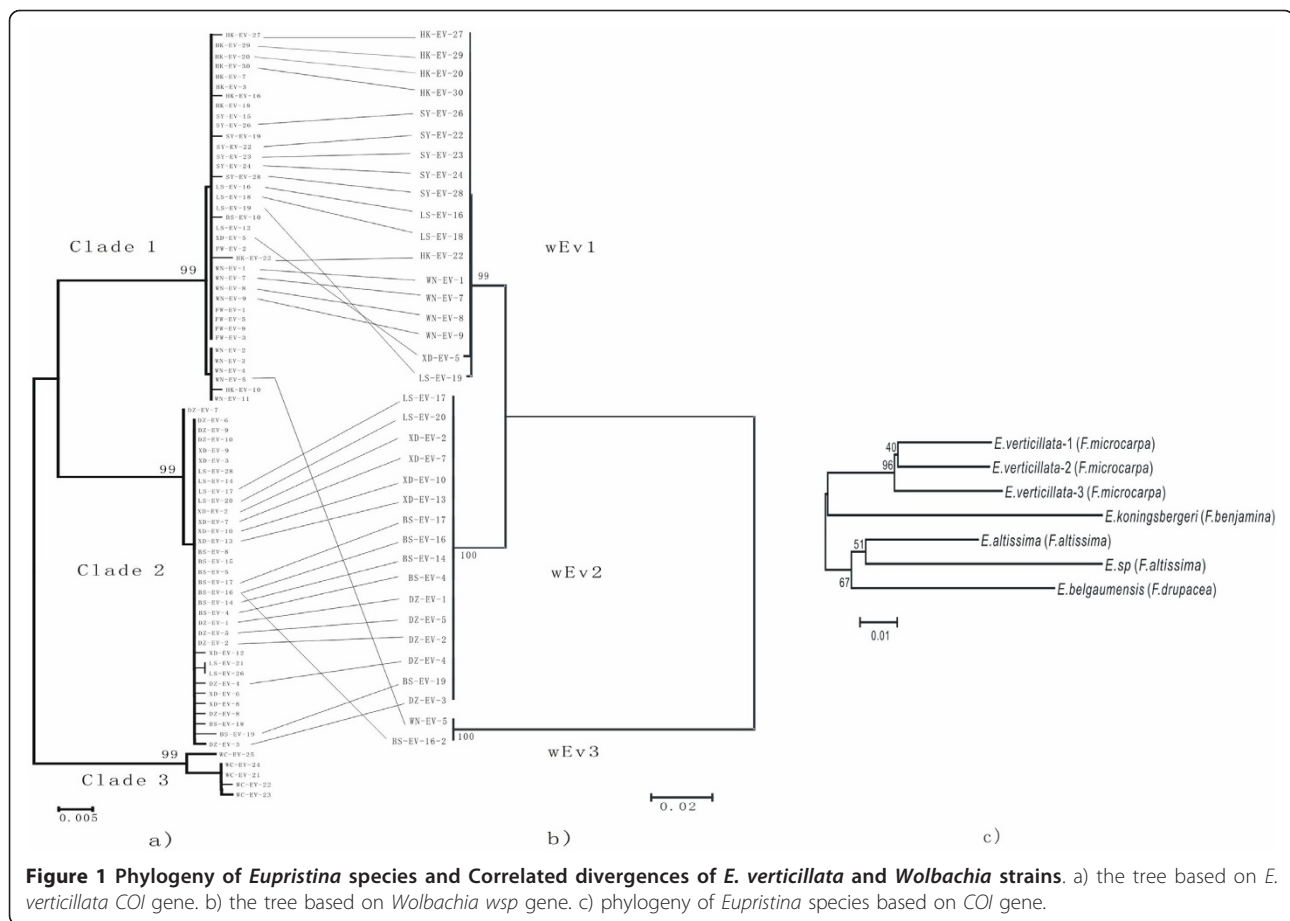 HK-EV-27
HK-EV-29
HK-EV-20
HK-EV-30
HK-EV-7
HK-EV-3
HK-EV-16
HK-EV-18
SY-EV-15
SY-EV-26
SY-EV-19
SY-EV-22
SY-EV-23
SY-EV-24
SY-EV-28
LS-EV-16
LS-EV-18
LS-EV-19
BS-EV-10
LS-EV-12
XD-EV-5
FW-EV-2
HK-EV-22
WN-EV-1
WN-EV-7
WN-EV-8
WN-EV-9
FW-EV-1
FW-EV-5
FW-EV-9
FW-EV-3
WN-EV-2
WN-EV-3
WN-EV-4
WN-EV-5
HK-EV-10
WN-EV-11
Clade 1
99
DZ-EV-7
DZ-EV-6
DZ-EV-9
DZ-EV-10
XD-EV-9
XD-EV-3
LS-EV-28
LS-EV-14
LS-EV-17
LS-EV-20
XD-EV-2
XD-EV-7
XD-EV-10
XD-EV-13
BS-EV-8
BS-EV-15
BS-EV-5
BS-EV-17
BS-EV-16
BS-EV-14
BS-EV-4
DZ-EV-1
DZ-EV-5
DZ-EV-2
XD-EV-12
LS-EV-21
LS-EV-26
DZ-EV-4
XD-EV-6
XD-EV-8
DZ-EV-8
BS-EV-18
BS-EV-19
DZ-EV-3
99
Clade 2
WC-EV-25
WC-EV-24
WC-EV-21
WC-EV-22
WC-EV-23
99
Clade 3
0.005
a)
HK-EV-27
HK-EV-29
HK-EV-20
HK-EV-30
SY-EV-26
SY-EV-22
SY-EV-23
SY-EV-24
SY-EV-28
LS-EV-16
LS-EV-18
HK-EV-22
WN-EV-1
WN-EV-7
WN-EV-8
WN-EV-9
XD-EV-5
LS-EV-19
wEv1
99
LS-EV-17
LS-EV-20
XD-EV-2
XD-EV-7
XD-EV-10
XD-EV-13
BS-EV-17
BS-EV-16
BS-EV-14
BS-EV-4
DZ-EV-1
DZ-EV-5
DZ-EV-2
DZ-EV-4
BS-EV-19
DZ-EV-3
100
wEv2
WN-EV-5
BS-EV-16-2
100
wEv3
0.02
b)
40
E.verticillata-1 (F.microcarpa)
96
E.verticillata-2 (F.microcarpa)
E.verticillata-3 (F.microcarpa)
E.koningsbergeri (F.benjamina)
51
E.altissima (F.altissima)
E.sp (F.altissima)
67
E.belgaumensis (F.drupacea)
0.01
c)
Figure 1 Phylogeny of Eupristina species and Correlated divergences of E. verticillata and Wolbachia strains. a) the tree based on E.
verticillata COI gene. b) the tree based on Wolbachia wsp gene. c) phylogeny of Eupristina species based on COI gene.